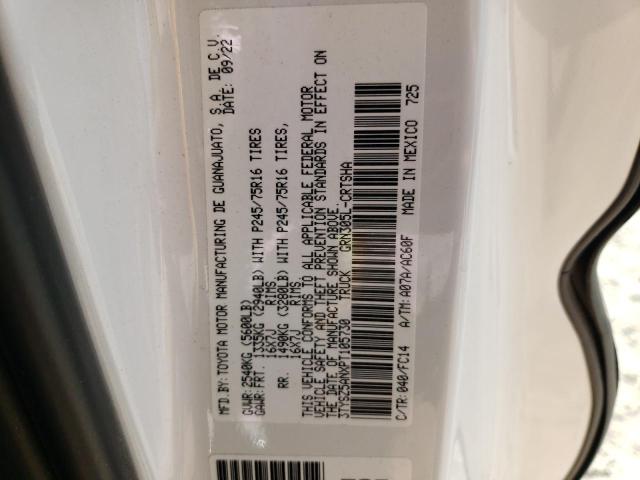 MFD.BY: TOYOTA MOTOR MANUFACTURING DE GUANAJUATO, S.A. DE C.V.
DATE: 09/22
GVWR: 2540KG (5600LB)
GAWR: FRT. 1335KG (2940LB) WITH P245/75R16 TIRES
16X7J RIMS
RR. 1490KG (3280LB) WITH P245/75R16 TIRES,
16X7J RIMS
THIS VEHICLE CONFORMS TO ALL APPLICABLE FEDERAL MOTOR
VEHICLE SAFETY AND THEFT PREVENTION STANDARDS IN EFFECT ON
THE DATE OF MANUFACTURE SHOWN ABOVE.
3TYSZ5ANXPT105730 TRUCK GRN305L-CRTSHA
C/TR: 040/FC14 A/TM: A07A/AC60F MADE IN MEXICO 725